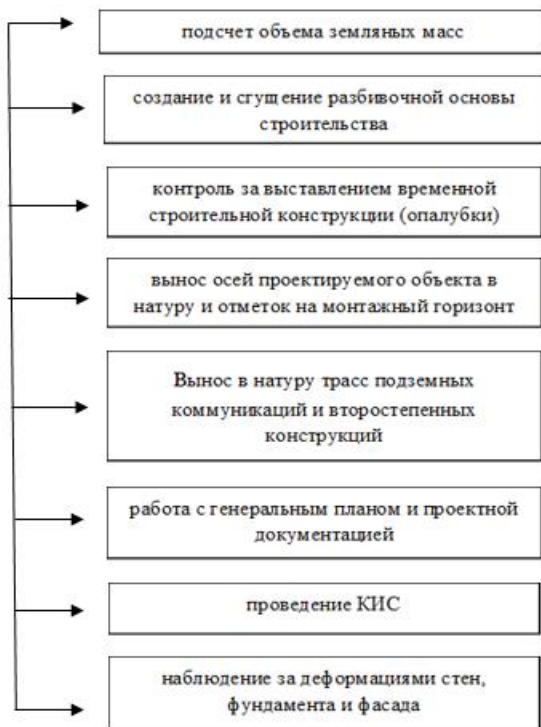 подсчет объема земляных масс
создание и сгущение разбивочной основы
строительства
контроль за выставлением временной
строительной конструкции (опалубки)
вынос осей проектируемого объекта в
натуру и отметок на монтажный горизонт
Вынос в натуру трасс подземных
коммуникаций и второстепенных
конструкций
работа с генеральным планом и проектной
документацией
проведение КИС
наблюдение за деформациями стен,
фундамента и фасада